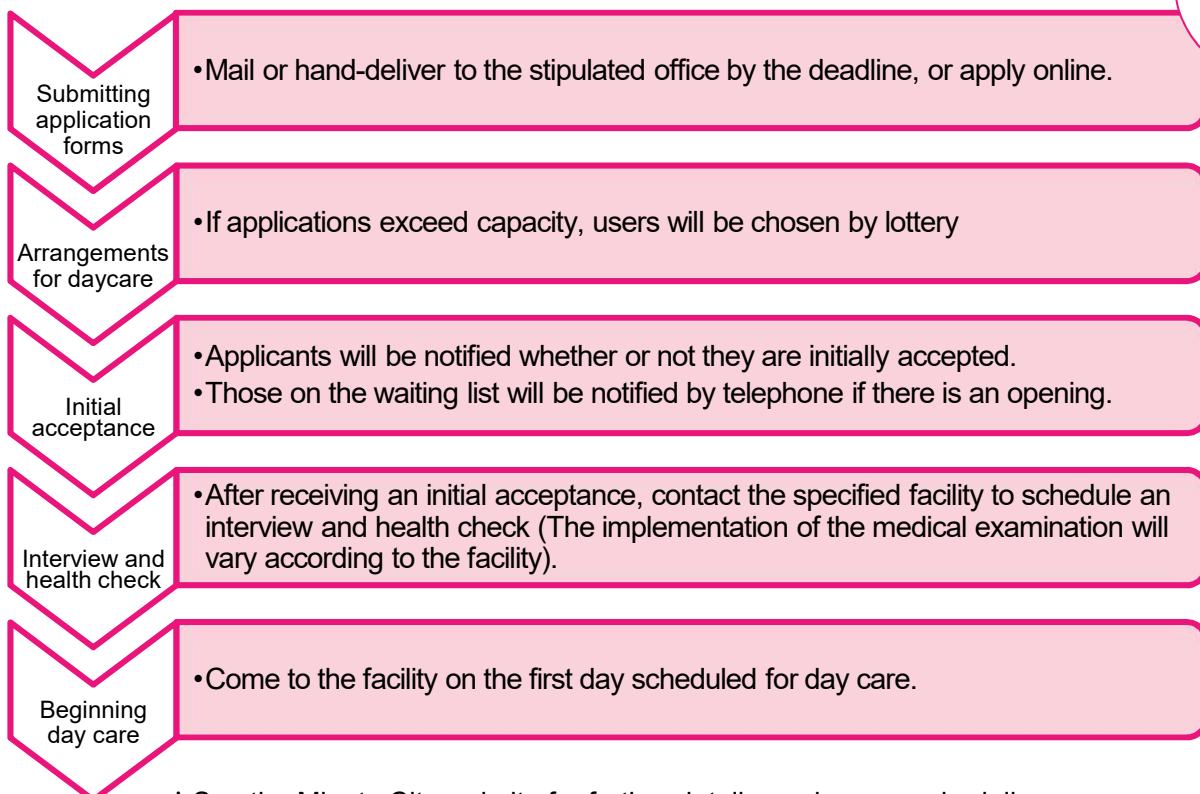 Submitting
application
forms
•Mail or hand-deliver to the stipulated office by the deadline, or apply online.
Arrangements
for daycare
•If applications exceed capacity, users will be chosen by lottery
Initial
acceptance
•Applicants will be notified whether or not they are initially accepted.
•Those on the waiting list will be notified by telephone if there is an opening.
Interview and
health check
•After receiving an initial acceptance, contact the specified facility to schedule an
interview and health check (The implementation of the medical examination will
vary according to the facility).
Beginning
day care
•Come to the facility on the first day scheduled for day care.